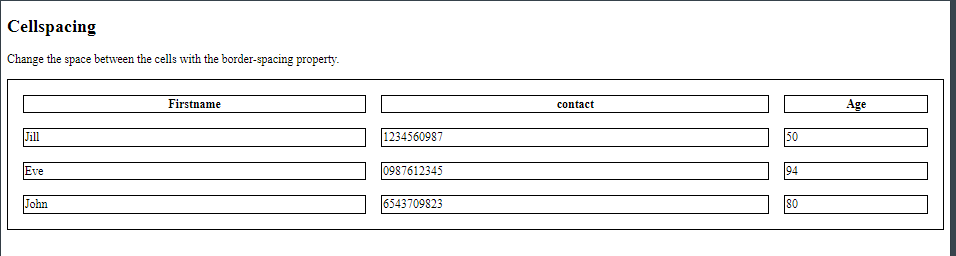 Cellspacing
Change the space between the cells with the border-spacing property.
Firstname contact Age
Jill 1234560987 50
Eve 0987612345 94
John 6543709823 80